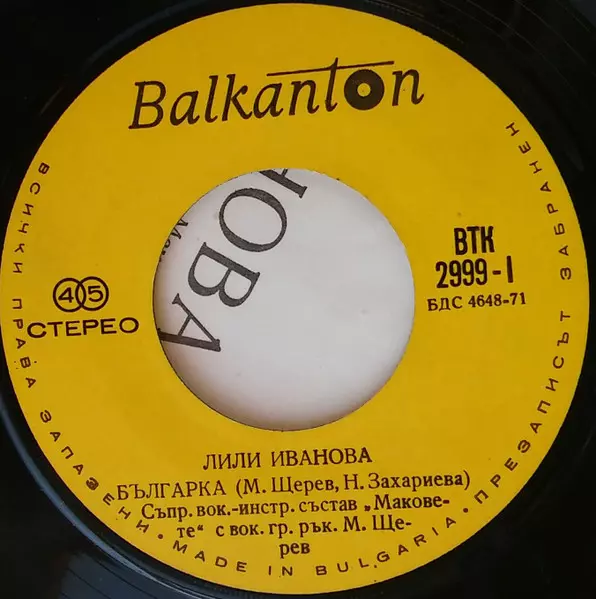 Balkanton
ВСИЧКИ ПРАВА ЗАПАЗЕНИ • MADE IN BULGARIA • ПРЕЗАПИСЪТ ЗАБРАНЕН
НОВА
ВТК
2999-I
БДС 4648-71
45
СТЕРЕО
ЛИЛИ ИВАНОВА
БЪЛГАРКА (М. Щерев, Н. Захариева)
Съпр. вок.-инстр. състав „Макове-
те“ с вок. гр. рък. М. Ще-
рев